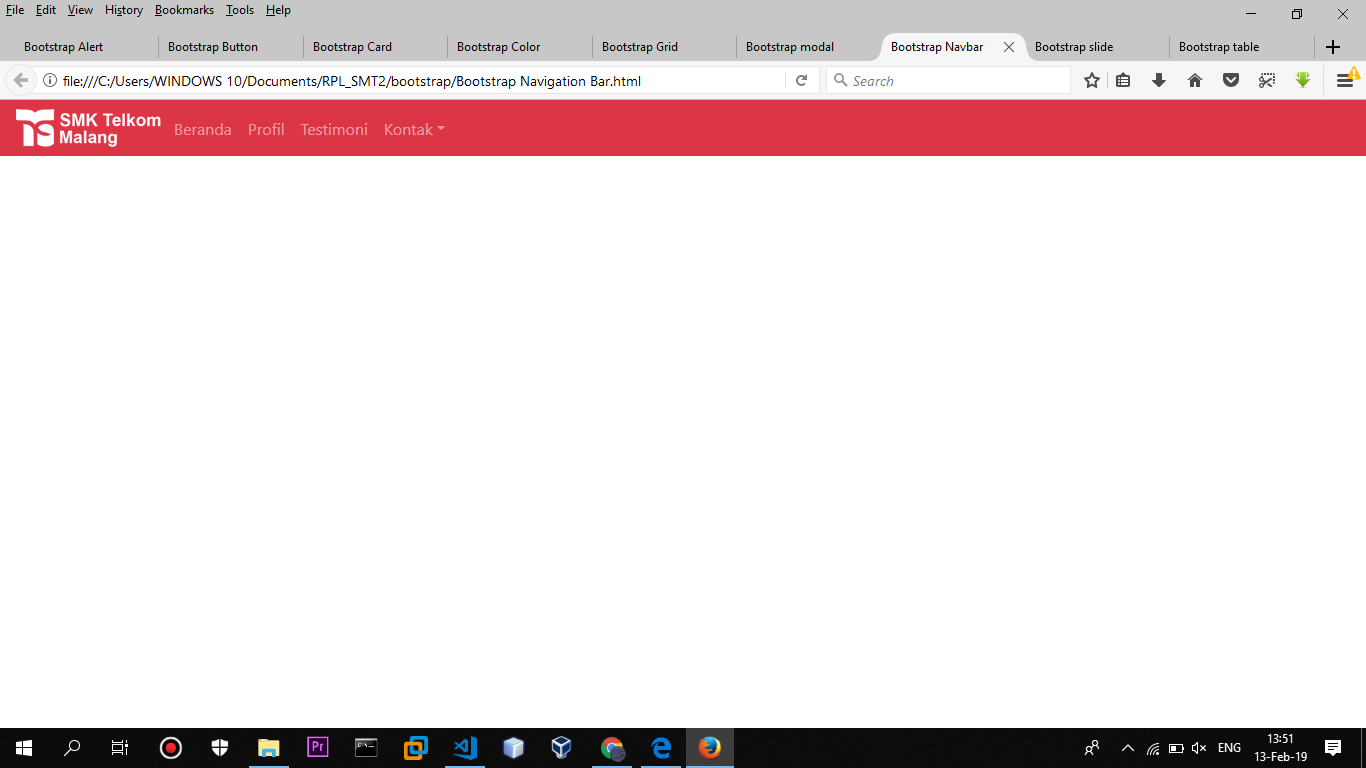 File Edit View History Bookmarks Tools Help
Bootstrap Alert Bootstrap Button Bootstrap Card Bootstrap Color Bootstrap Grid Bootstrap modal Bootstrap Navbar Bootstrap slide Bootstrap table
file:///C:/Users/WINDOWS 10/Documents/RPL_SMT2/bootstrap/Bootstrap Navigation Bar.html Search
SMK Telkom
Malang
Beranda Profil Testimoni Kontak
Pr
ENG
13:51
13-Feb-19